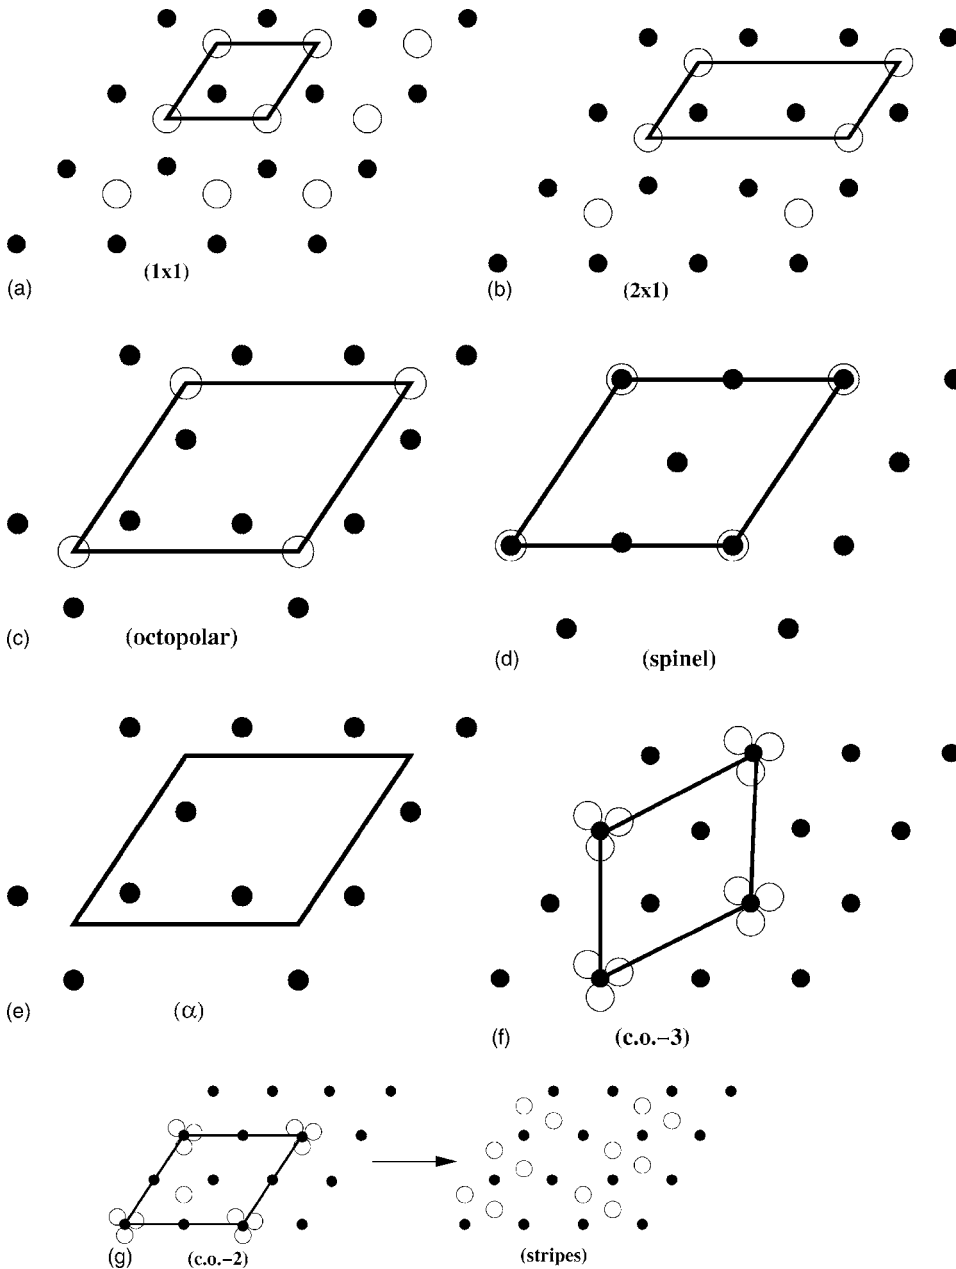 (a) (1x1)
(b) (2x1)
(c) (octopolar)
(d) (spinel)
(e) (α)
(f) (c.o.−3)
(g) (c.o.−2) (stripes)